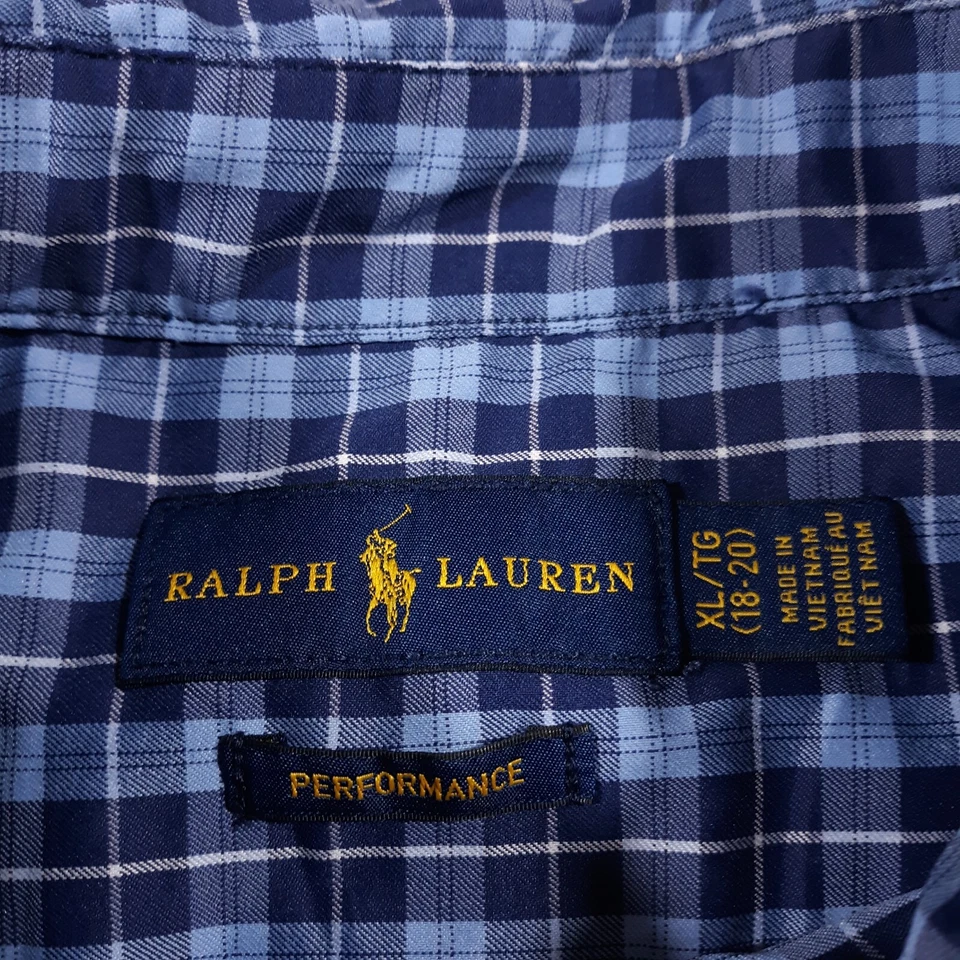 RALPH LAUREN
XL/TG
(18-20)
MADE IN
VIETNAM
FABRIQUÉ AU
VIÊT NAM
PERFORMANCE